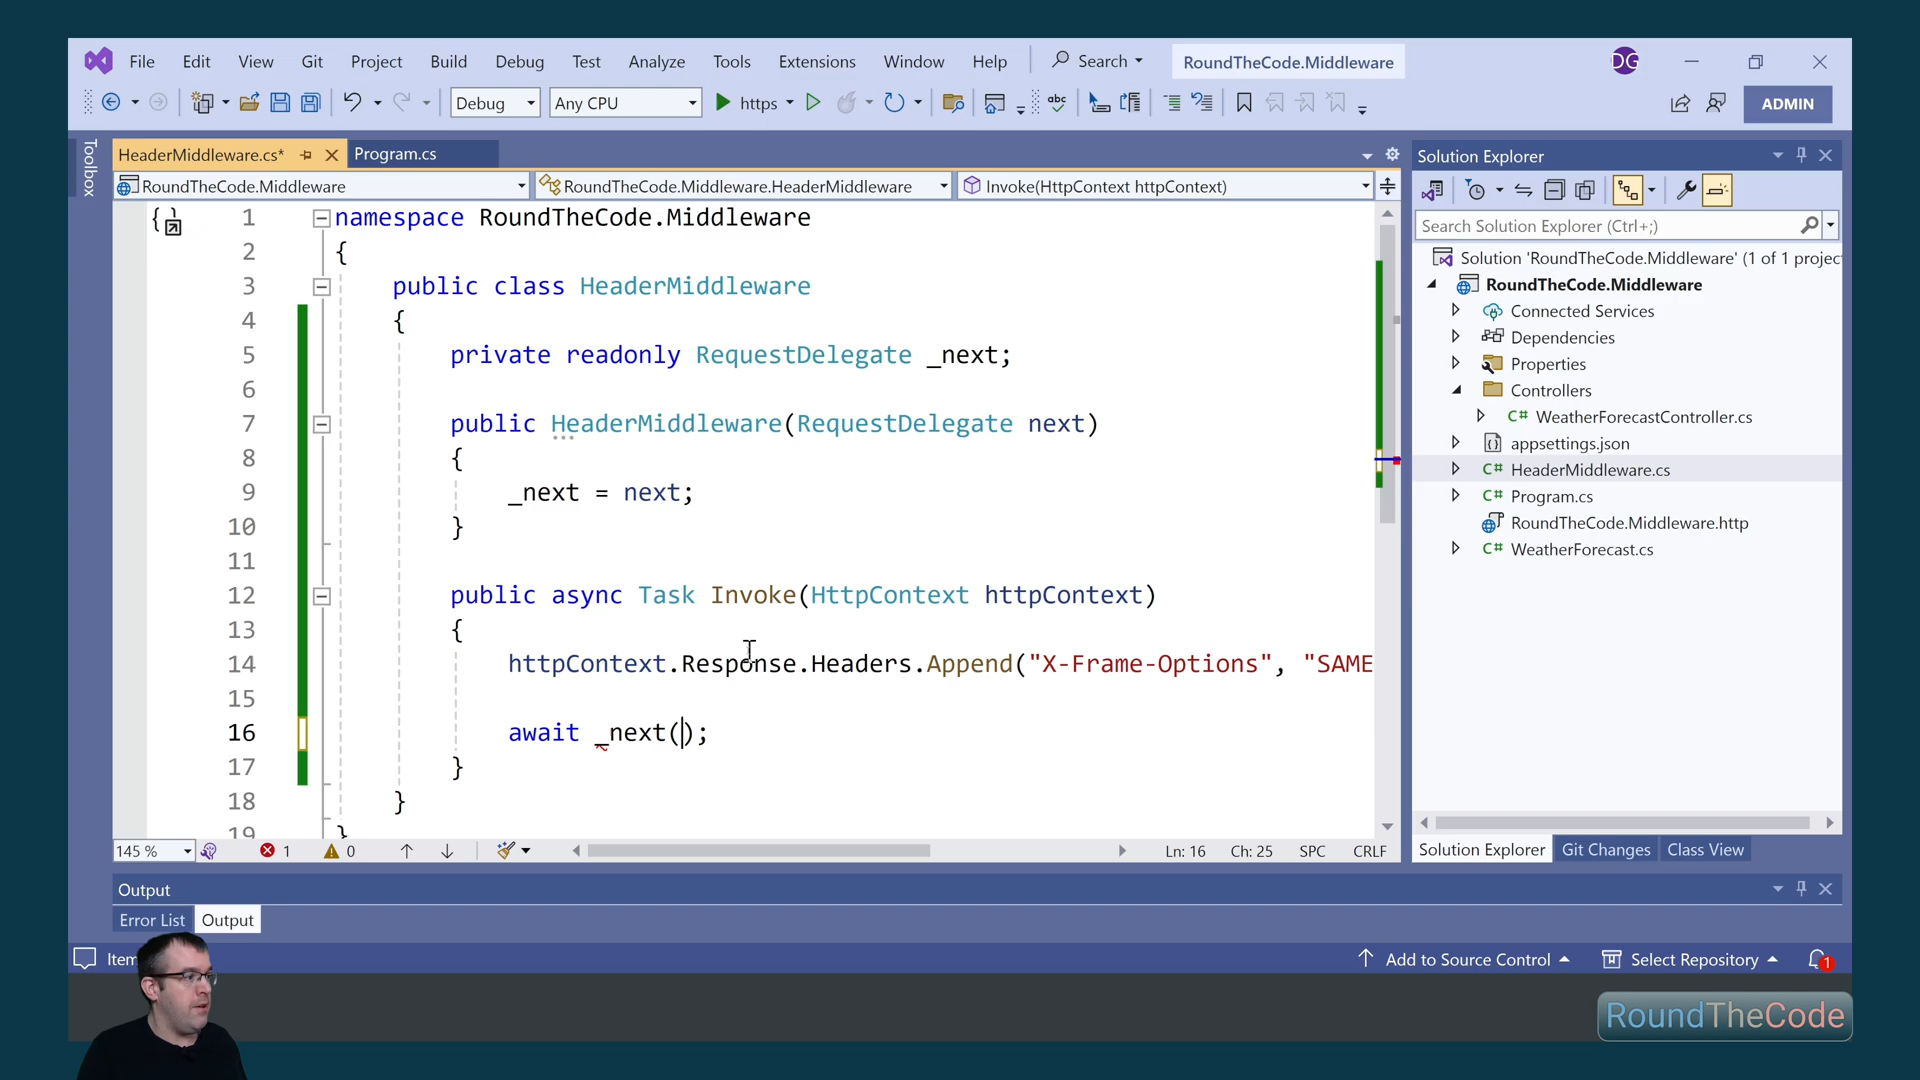 File Edit View Git Project Build Debug Test Analyze Tools Extensions Window Help Search RoundTheCode.Middleware DG
Debug Any CPU https abc ADMIN
Toolbox
HeaderMiddleware.cs* Program.cs
RoundTheCode.Middleware RoundTheCode.Middleware.HeaderMiddleware Invoke(HttpContext httpContext)
1 namespace RoundTheCode.Middleware
2 {
3 public class HeaderMiddleware
4 {
5 private readonly RequestDelegate _next;
6
7 public HeaderMiddleware(RequestDelegate next)
8 {
9 _next = next;
10 }
11
12 public async Task Invoke(HttpContext httpContext)
13 {
14 httpContext.Response.Headers.Append("X-Frame-Options", "SAME
15
16 await _next();
17 }
18 }
19 }
145 % 1 0 Ln: 16 Ch: 25 SPC CRLF
Solution Explorer
Search Solution Explorer (Ctrl+;)
Solution 'RoundTheCode.Middleware' (1 of 1 projec
RoundTheCode.Middleware
Connected Services
Dependencies
Properties
Controllers
C# WeatherForecastController.cs
appsettings.json
C# HeaderMiddleware.cs
C# Program.cs
RoundTheCode.Middleware.http
C# WeatherForecast.cs
Solution Explorer Git Changes Class View
Output
Error List Output
Item
Add to Source Control Select Repository 1
RoundTheCode